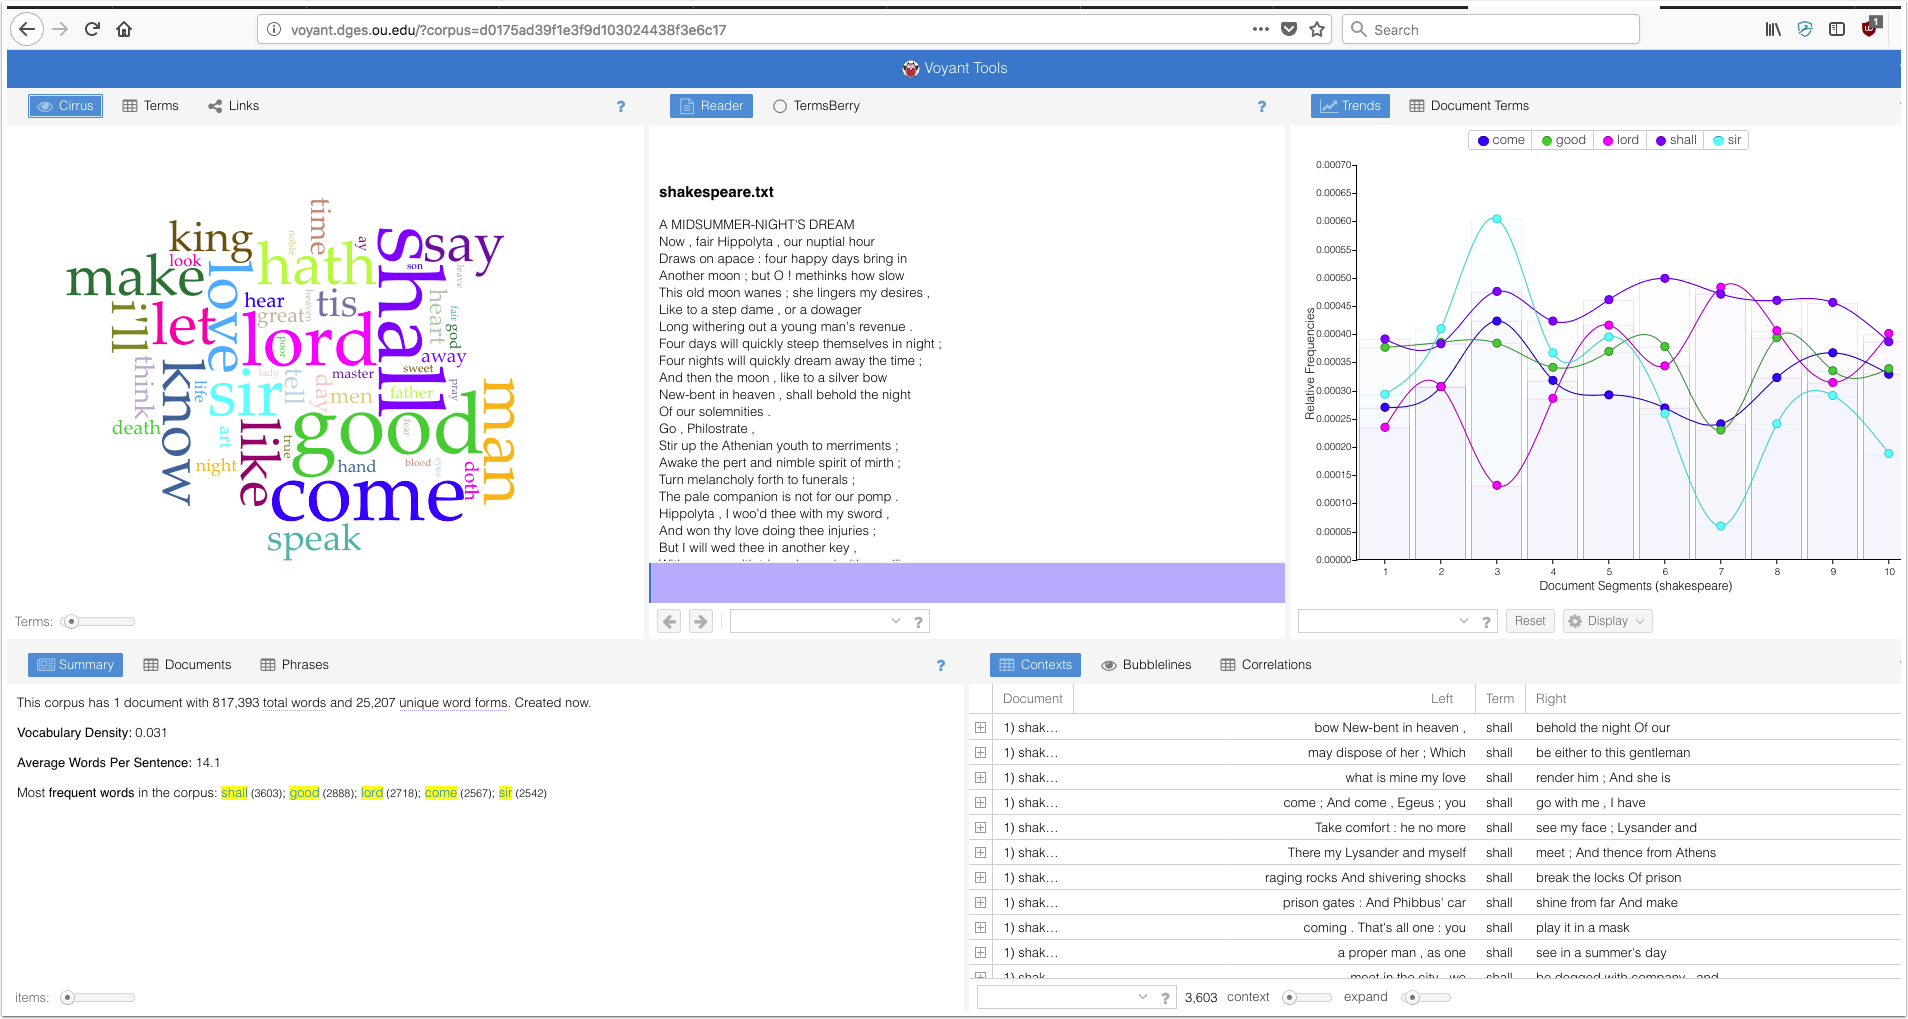 voyant.dges.ou.edu/?corpus=d0175ad39f1e3f9d103024438f3e6c17
Search
1
Voyant Tools
Cirrus
Terms
Links
?
time
king
noble
ay
say
look
hath
shall
son
leave
make
love
hear
heaven
tis
heart
fair
god
i'll
let
great
lord
poor
away
think
know
life
sir
lady
tell
day
master
sweet
pray
men
father
man
death
art
like
true
good
fear
night
hand
blood
eyes
doth
come
speak
Terms:
Reader
TermsBerry
?
shakespeare.txt
A MIDSUMMER-NIGHT'S DREAM
Now , fair Hippolyta , our nuptial hour
Draws on apace : four happy days bring in
Another moon ; but O ! methinks how slow
This old moon wanes ; she lingers my desires ,
Like to a step dame , or a dowager
Long withering out a young man's revenue .
Four days will quickly steep themselves in night ;
Four nights will quickly dream away the time ;
And then the moon , like to a silver bow
New-bent in heaven , shall behold the night
Of our solemnities .
Go , Philostrate ,
Stir up the Athenian youth to merriments ;
Awake the pert and nimble spirit of mirth ;
Turn melancholy forth to funerals ;
The pale companion is not for our pomp .
Hippolyta , I woo'd thee with my sword ,
And won thy love doing thee injuries ;
But I will wed thee in another key ,
?
Trends
Document Terms
come good lord shall sir
0.00070
0.00065
0.00060
0.00055
0.00050
0.00045
0.00040
0.00035
0.00030
0.00025
0.00020
0.00015
0.00010
0.00005
0.00000
Relative Frequencies
1 2 3 4 5 6 7 8 9 10
Document Segments (shakespeare)
?
Reset
Display
Summary
Documents
Phrases
?
This corpus has 1 document with 817,393 total words and 25,207 unique word forms. Created now.
Vocabulary Density: 0.031
Average Words Per Sentence: 14.1
Most frequent words in the corpus: shall (3603); good (2888); lord (2718); come (2567); sir (2542)
items:
Contexts
Bubblelines
Correlations
Document Left Term Right
1) shak... bow New-bent in heaven , shall behold the night Of our
1) shak... may dispose of her ; Which shall be either to this gentleman
1) shak... what is mine my love shall render him ; And she is
1) shak... come ; And come , Egeus ; you shall go with me , I have
1) shak... Take comfort : he no more shall see my face ; Lysander and
1) shak... There my Lysander and myself shall meet ; And thence from Athens
1) shak... raging rocks And shivering shocks shall break the locks Of prison
1) shak... prison gates : And Phibbus' car shall shine from far And make
1) shak... coming . That's all one : you shall play it in a mask
1) shak... a proper man , as one shall see in a summer's day
1) shak... meet in the city , we shall be dogged with company , and
?
3,603 context expand